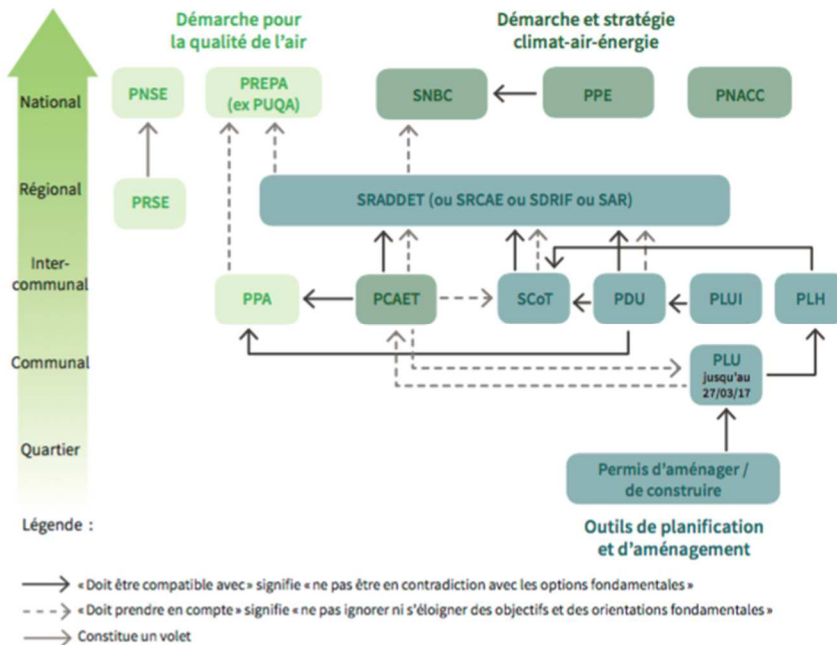 Démarche pour
la qualité de l'air
Démarche et stratégie
climat-air-énergie
National
PNSE
PREPA
(ex PUQA)
SNBC
PPE
PNACC
Régional
PRSE
SRADDET (ou SRCAE ou SDRIF ou SAR)
Inter-
communal
PPA
PCAET
SCoT
PDU
PLUI
PLH
Communal
PLU
jusqu'au
27/03/17
Quartier
Permis d'aménager /
de construire
Légende :
Outils de planification
et d'aménagement
« Doit être compatible avec » signifie « ne pas être en contradiction avec les options fondamentales »
« Doit prendre en compte » signifie « ne pas ignorer ni s'éloigner des objectifs et des orientations fondamentales »
Constitue un volet